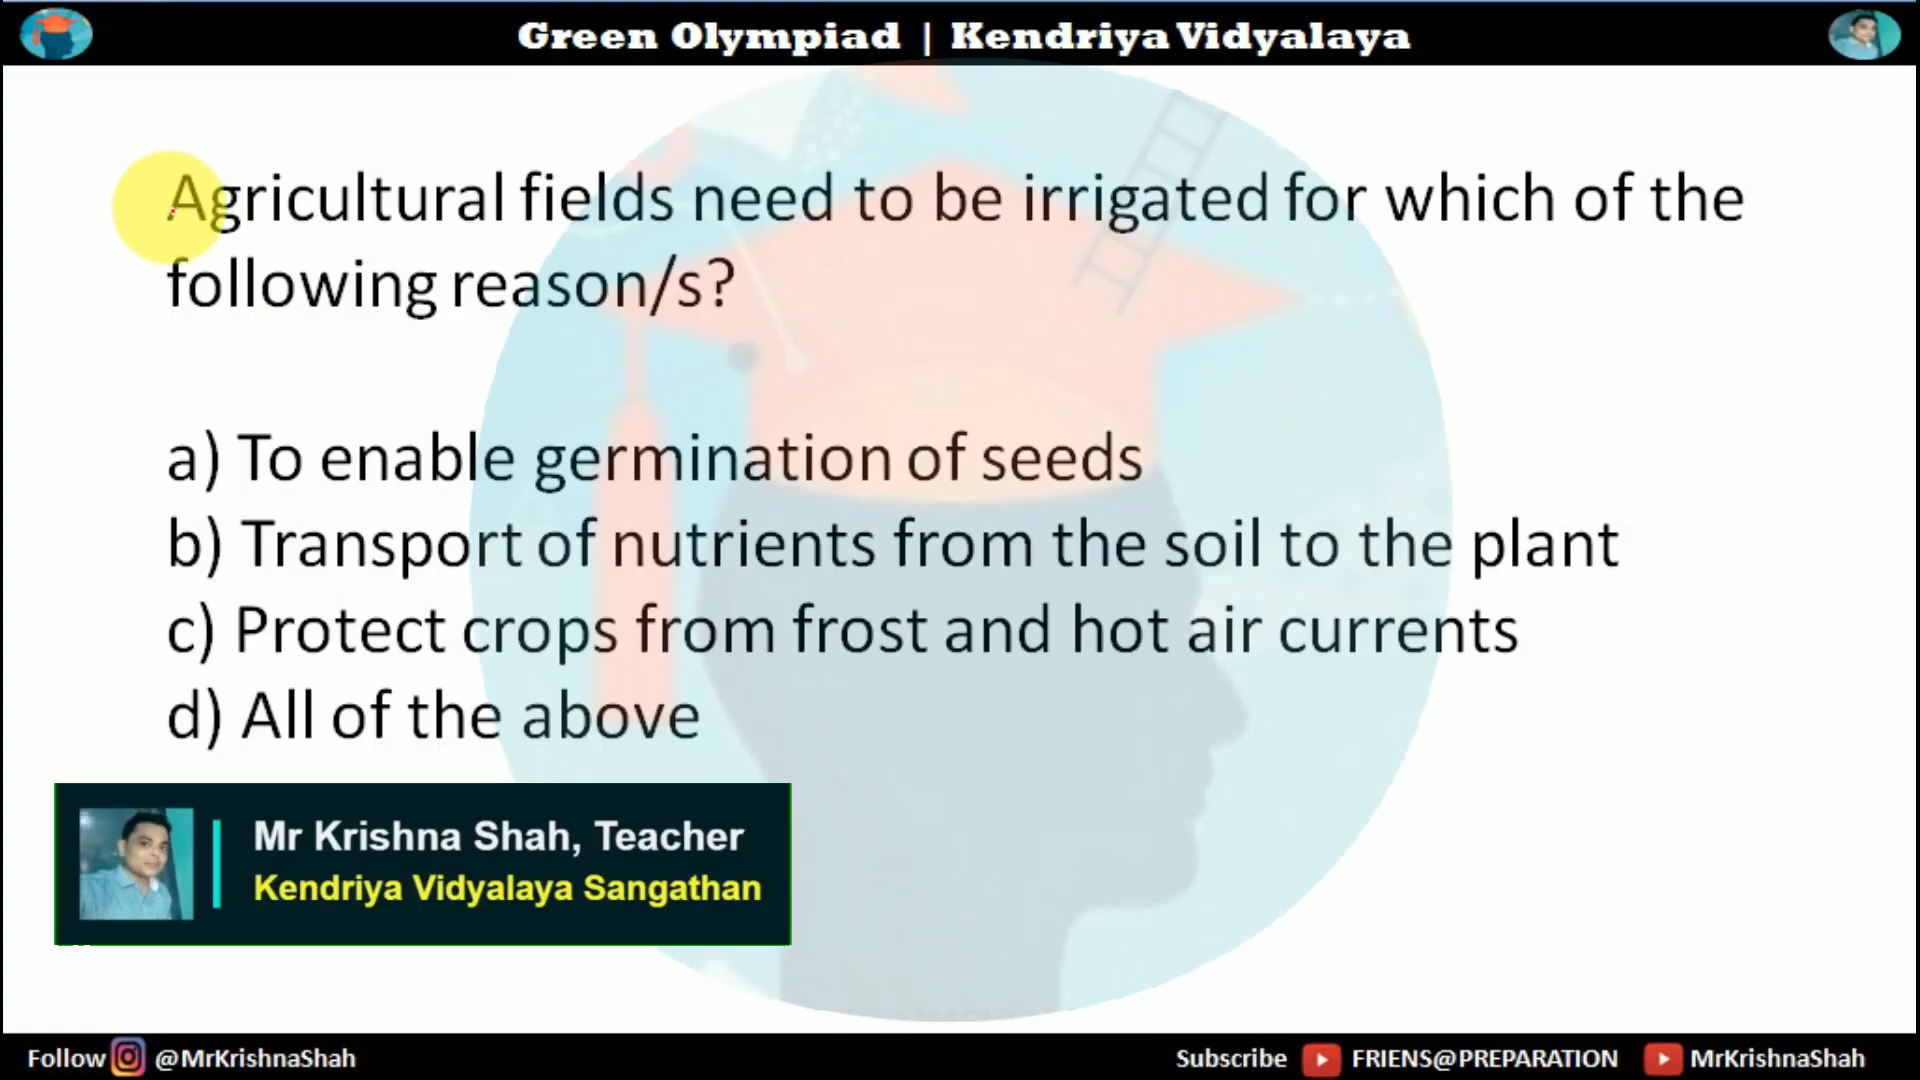 Green Olympiad | Kendriya Vidyalaya
Agricultural fields need to be irrigated for which of the
following reason/s?
a) To enable germination of seeds
b) Transport of nutrients from the soil to the plant
c) Protect crops from frost and hot air currents
d) All of the above
Mr Krishna Shah, Teacher
Kendriya Vidyalaya Sangathan
Follow @MrKrishnaShah
Subscribe FRIENS@PREPARATION MrKrishnaShah